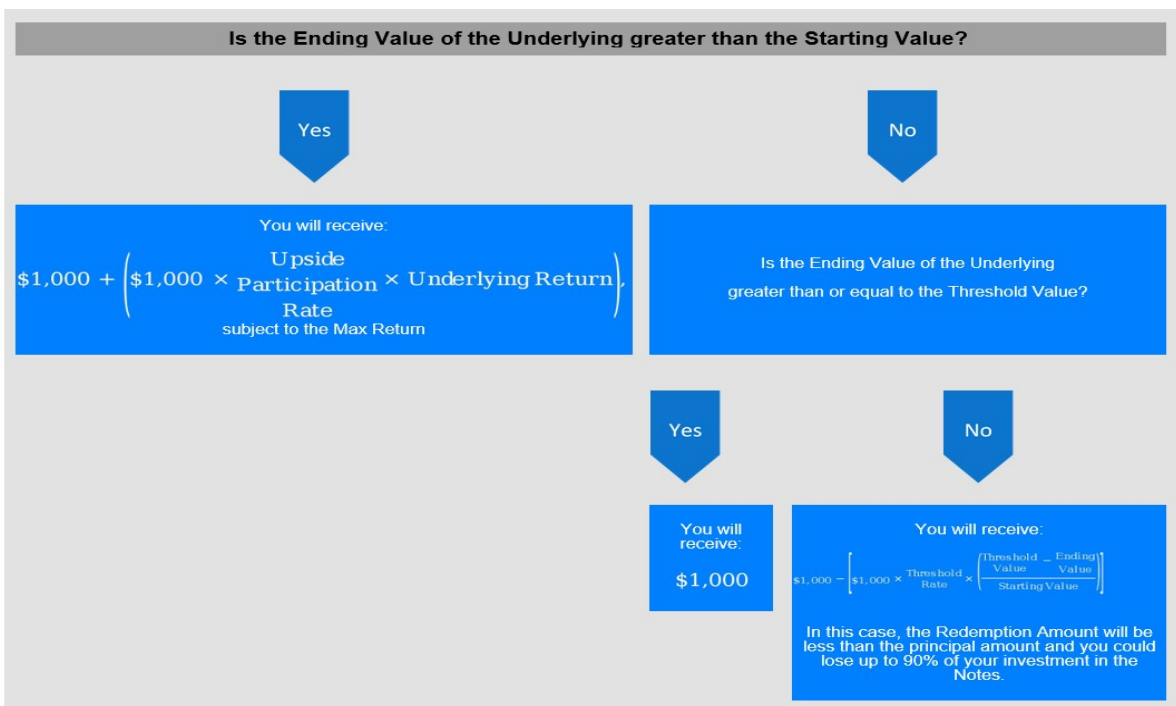 Is the Ending Value of the Underlying greater than the Starting Value?
Yes
No
You will receive:
$1,000 + ($1,000 × Upside Participation Rate × Underlying Return),
subject to the Max Return
Is the Ending Value of the Underlying
greater than or equal to the Threshold Value?
Yes
No
You will
receive:
$1,000
You will receive:
$1,000 − [$1,000 × Threshold Rate × ((Threshold Value − Ending Value) / Starting Value)]
In this case, the Redemption Amount will be
less than the principal amount and you could
lose up to 90% of your investment in the
Notes.